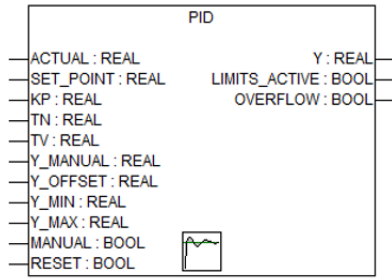 PID
ACTUAL : REAL
SET_POINT : REAL
KP : REAL
TN : REAL
TV : REAL
Y_MANUAL : REAL
Y_OFFSET : REAL
Y_MIN : REAL
Y_MAX : REAL
MANUAL : BOOL
RESET : BOOL
Y : REAL
LIMITS_ACTIVE : BOOL
OVERFLOW : BOOL